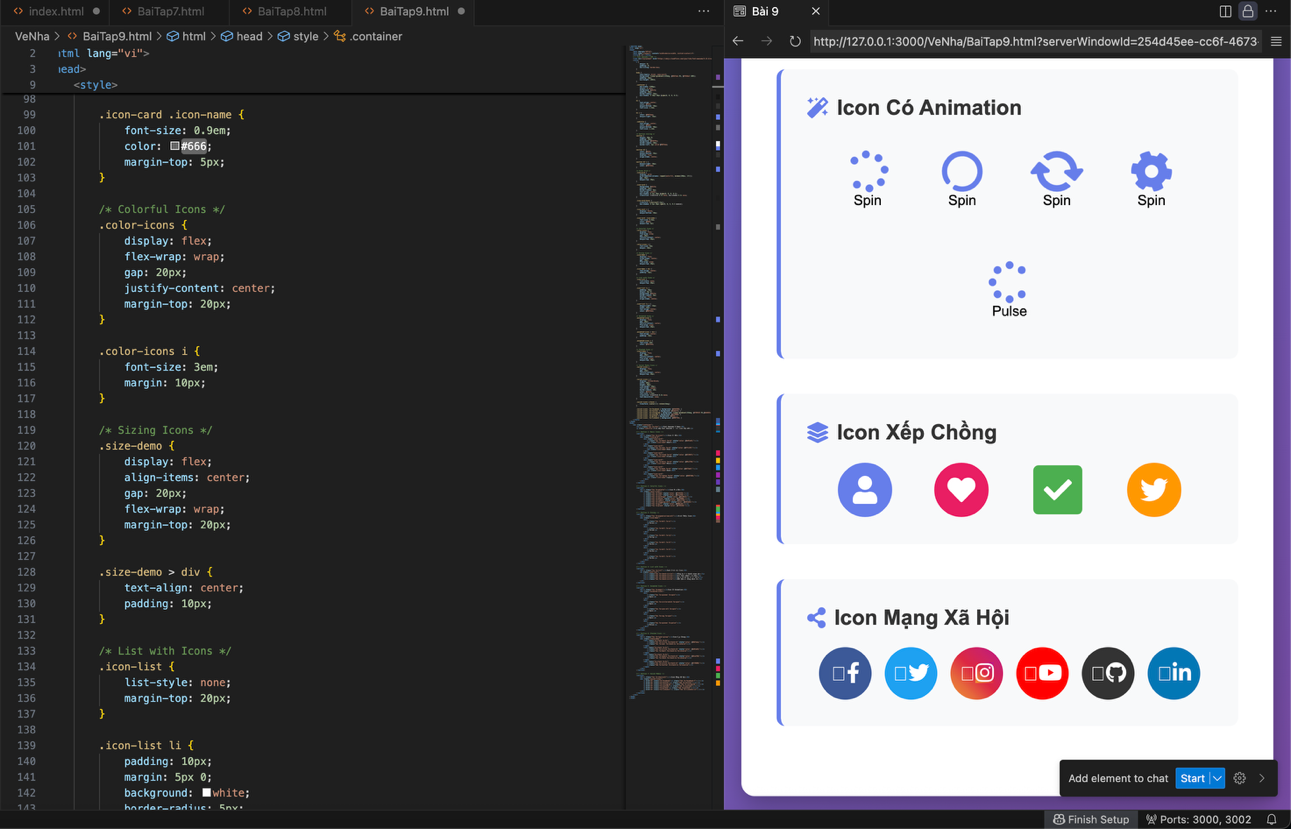 index.html
BaiTap7.html
BaiTap8.html
BaiTap9.html
VeNha > BaiTap9.html > html > head > style > .container
2 html lang="vi">
3 head>
9 <style>
98
99 .icon-card .icon-name {
100 font-size: 0.9em;
101 color: #666;
102 margin-top: 5px;
103 }
104
105 /* Colorful Icons */
106 .color-icons {
107 display: flex;
108 flex-wrap: wrap;
109 gap: 20px;
110 justify-content: center;
111 margin-top: 20px;
112 }
113
114 .color-icons i {
115 font-size: 3em;
116 margin: 10px;
117 }
118
119 /* Sizing Icons */
120 .size-demo {
121 display: flex;
122 align-items: center;
123 gap: 20px;
124 flex-wrap: wrap;
125 margin-top: 20px;
126 }
127
128 .size-demo > div {
129 text-align: center;
130 padding: 10px;
131 }
132
133 /* List with Icons */
134 .icon-list {
135 list-style: none;
136 margin-top: 20px;
137 }
138
139 .icon-list li {
140 padding: 10px;
141 margin: 5px 0;
142 background: white;
143 border-radius: 5px;
Bài 9
http://127.0.0.1:3000/VeNha/BaiTap9.html?serverWindowId=254d45ee-cc6f-4673-
Icon Có Animation
Spin
Spin
Spin
Spin
Pulse
Icon Xếp Chồng
Icon Mạng Xã Hội
Add element to chat
Start
Finish Setup
Ports: 3000, 3002